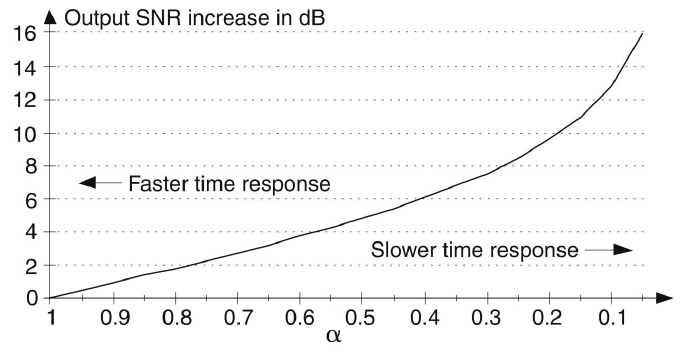 Output SNR increase in dB
16
14
12
10
8
6
4
2
0
Faster time response
Slower time response
1 0.9 0.8 0.7 0.6 0.5 0.4 0.3 0.2 0.1
α